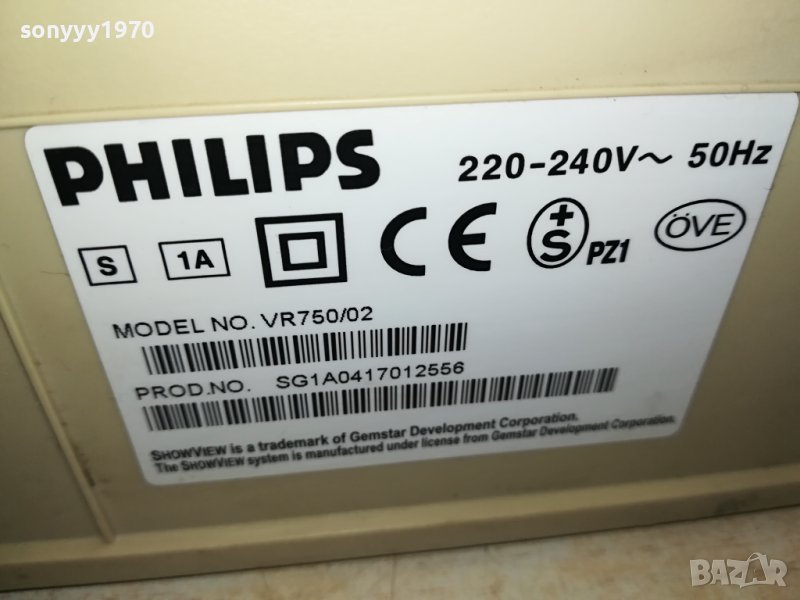 sonyyy1970
PHILIPS 220-240V~ 50Hz
S 1A CE +S PZ1 ÖVE
MODEL NO. VR750/02
PROD.NO. SG1A0417012556
SHOWVIEW is a trademark of Gemstar Development Corporation.
The SHOWVIEW system is manufactured under license from Gemstar Development Corporation.
BAZAR